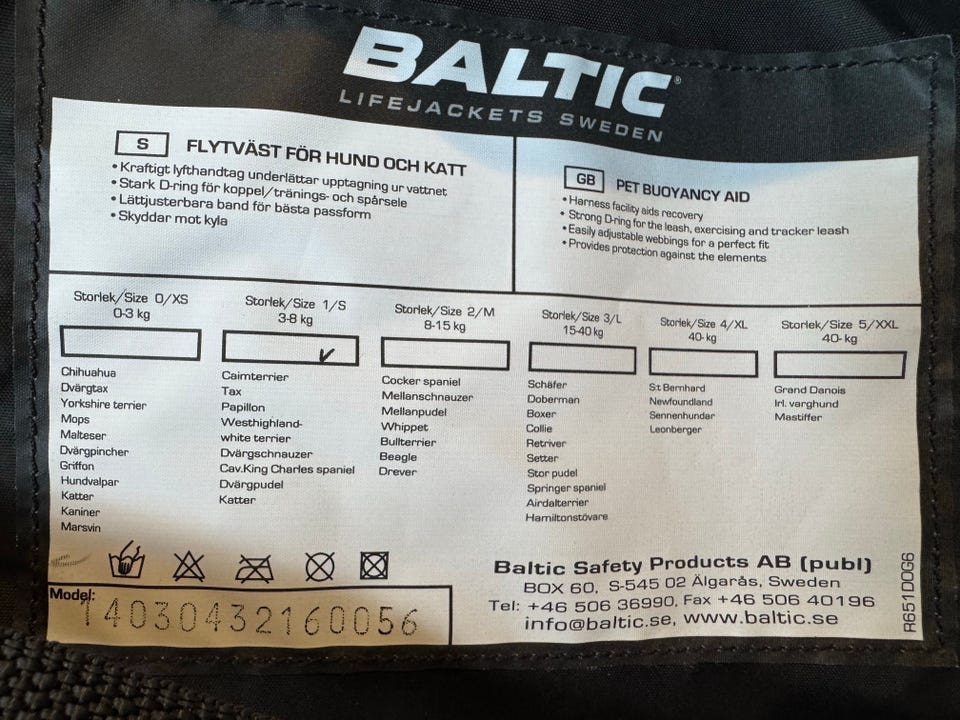 BALTIC®
LIFEJACKETS SWEDEN
S FLYTVÄST FÖR HUND OCH KATT
• Kraftigt lyfthandtag underlättar upptagning ur vattnet
• Stark D-ring för koppel/tränings- och spårsele
• Lättjusterbara band för bästa passform
• Skyddar mot kyla
GB PET BUOYANCY AID
• Harness facility aids recovery
• Strong D-ring for the leash, exercising and tracker leash
• Easily adjustable webbings for a perfect fit
• Provides protection against the elements
Storlek/Size 0/XS
0-3 kg
Chihuahua
Dvärgtax
Yorkshire terrier
Mops
Malteser
Dvärgpincher
Griffon
Hundvalpar
Katter
Kaniner
Marsvin
Storlek/Size 1/S
3-8 kg
Cairnterrier
Tax
Papillon
Westhighland-
white terrier
Dvärgschnauzer
Cav.King Charles spaniel
Dvärgpudel
Katter
Storlek/Size 2/M
8-15 kg
Cocker spaniel
Mellanschnauzer
Mellanpudel
Whippet
Bullterrier
Beagle
Drever
Storlek/Size 3/L
15-40 kg
Schäfer
Doberman
Boxer
Collie
Retriver
Setter
Stor pudel
Springer spaniel
Airdalterrier
Hamiltonstövare
Storlek/Size 4/XL
40- kg
S:t Bernhard
Newfoundland
Sennenhundar
Leonberger
Storlek/Size 5/XXL
40- kg
Grand Danois
Irl. varghund
Mastiffer
Model:
14030432160056
Baltic Safety Products AB (publ)
BOX 60, S-545 02 Älgarås, Sweden
Tel: +46 506 36990, Fax +46 506 40196
info@baltic.se, www.baltic.se
R6510OG6